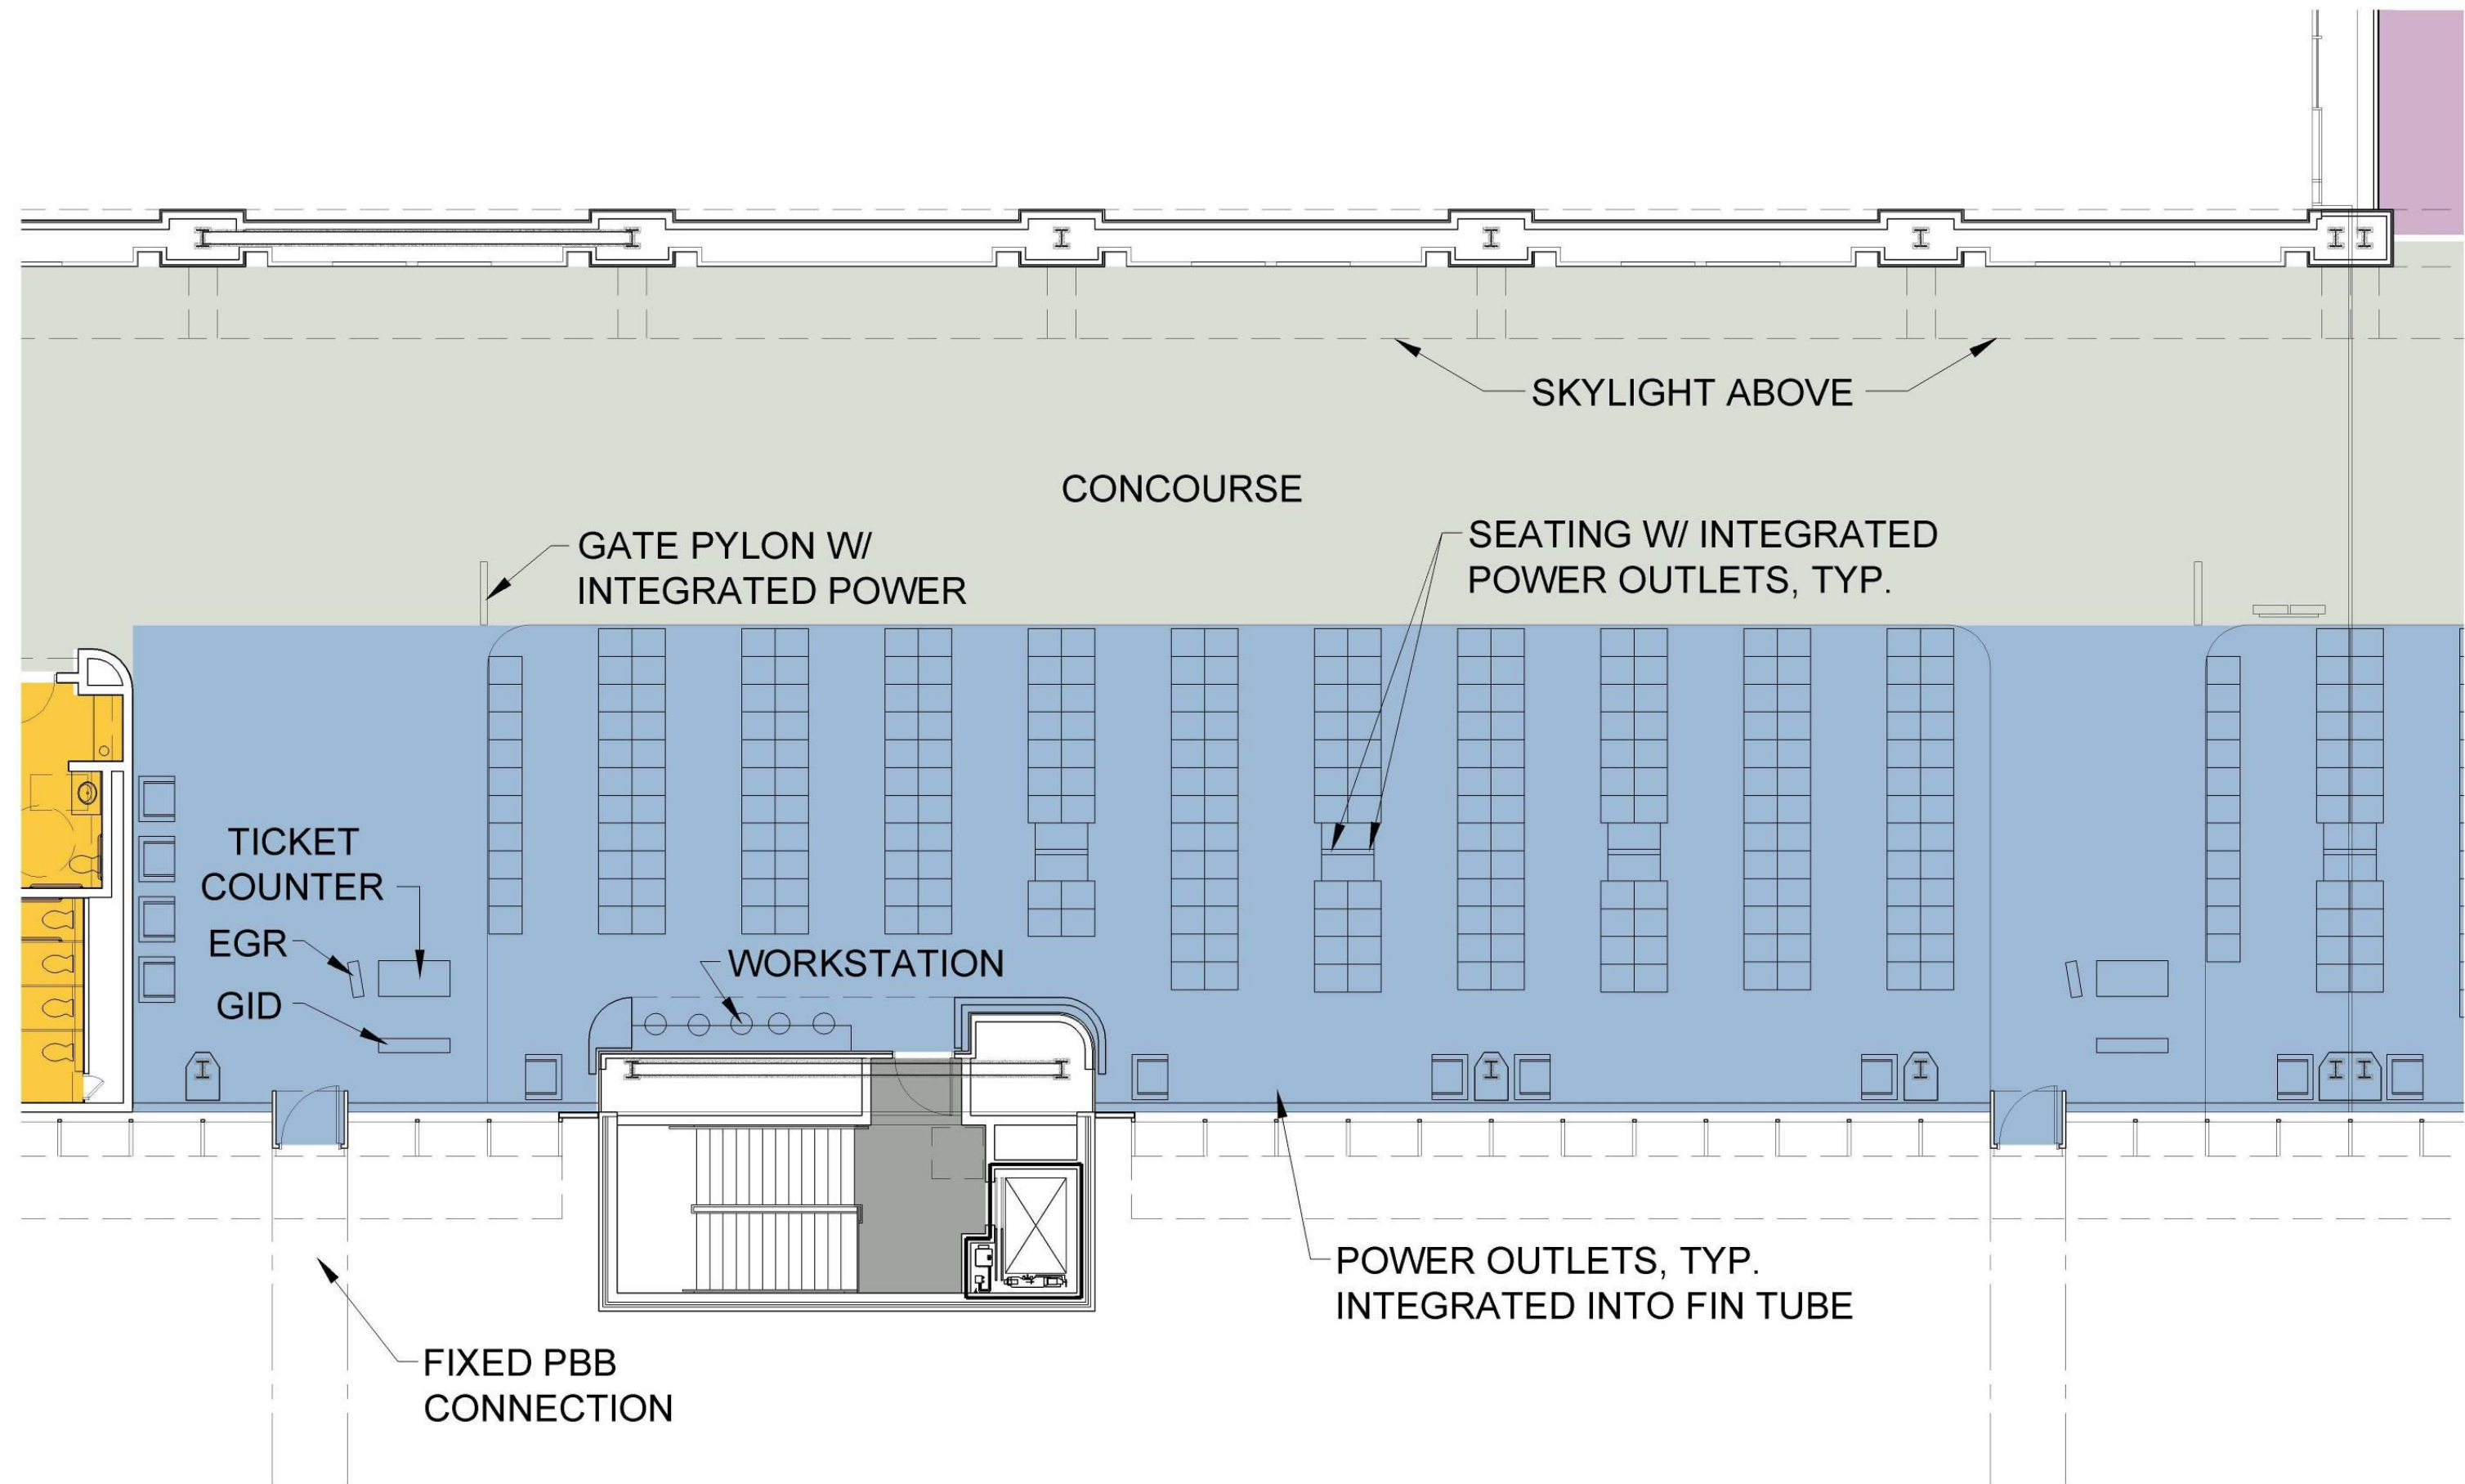 SKYLIGHT ABOVE
CONCOURSE
GATE PYLON W/
INTEGRATED POWER
SEATING W/ INTEGRATED
POWER OUTLETS, TYP.
TICKET
COUNTER
EGR
GID
WORKSTATION
POWER OUTLETS, TYP.
INTEGRATED INTO FIN TUBE
FIXED PBB
CONNECTION